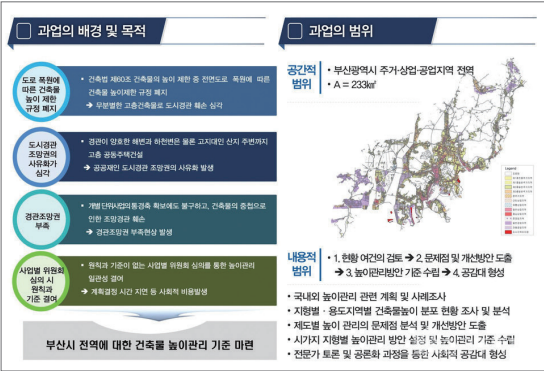 과업의 배경 및 목적
도로 폭원에
따른 건축물
높이 제한
규정 폐지
• 건축법 제60조 건축물의 높이 제한 중 전면도로 폭원에 따른
건축물 높이제한 규정 폐지
→ 무분별한 고층건축물로 도시경관 훼손 심각
도시경관
조망권의
사유화가
심각
• 경관이 양호한 해변과 하천변은 물론 고지대인 산지 주변까지
고층 공동주택건설
→ 공공재인 도시경관 조망권의 사유화 발생
경관조망권
부족
• 개별 단위사업의 통경축 확보에도 불구하고, 건축물의 중첩으로
인한 조망경관 훼손
→ 경관조망권 부족현상 발생
사업별 위원회
심의 시
원칙과
기준 결여
• 원칙과 기준이 없는 사업별 위원회 심의를 통한 높이관리
일관성 결여
→ 계획결정 시간 지연 등 사회적 비용발생
부산시 전역에 대한 건축물 높이관리 기준 마련
과업의 범위
공간적
범위
• 부산광역시 주거·상업·공업지역 전역
• A = 233㎢
Legend
내용적
범위
• 1. 현황 여건의 검토 → 2. 문제점 및 개선방안 도출
→ 3. 높이관리방안 기준 수립 → 4. 공감대 형성
• 국내외 높이관리 관련 계획 및 사례조사
• 지형별 · 용도지역별 건축물높이 분포 현황 조사 및 분석
• 제도별 높이 관리의 문제점 분석 및 개선방안 도출
• 시가지 지형별 높이관리 방안 설정 및 높이관리 기준 수립
• 전문가 토론 및 공론화 과정을 통한 사회적 공감대 형성